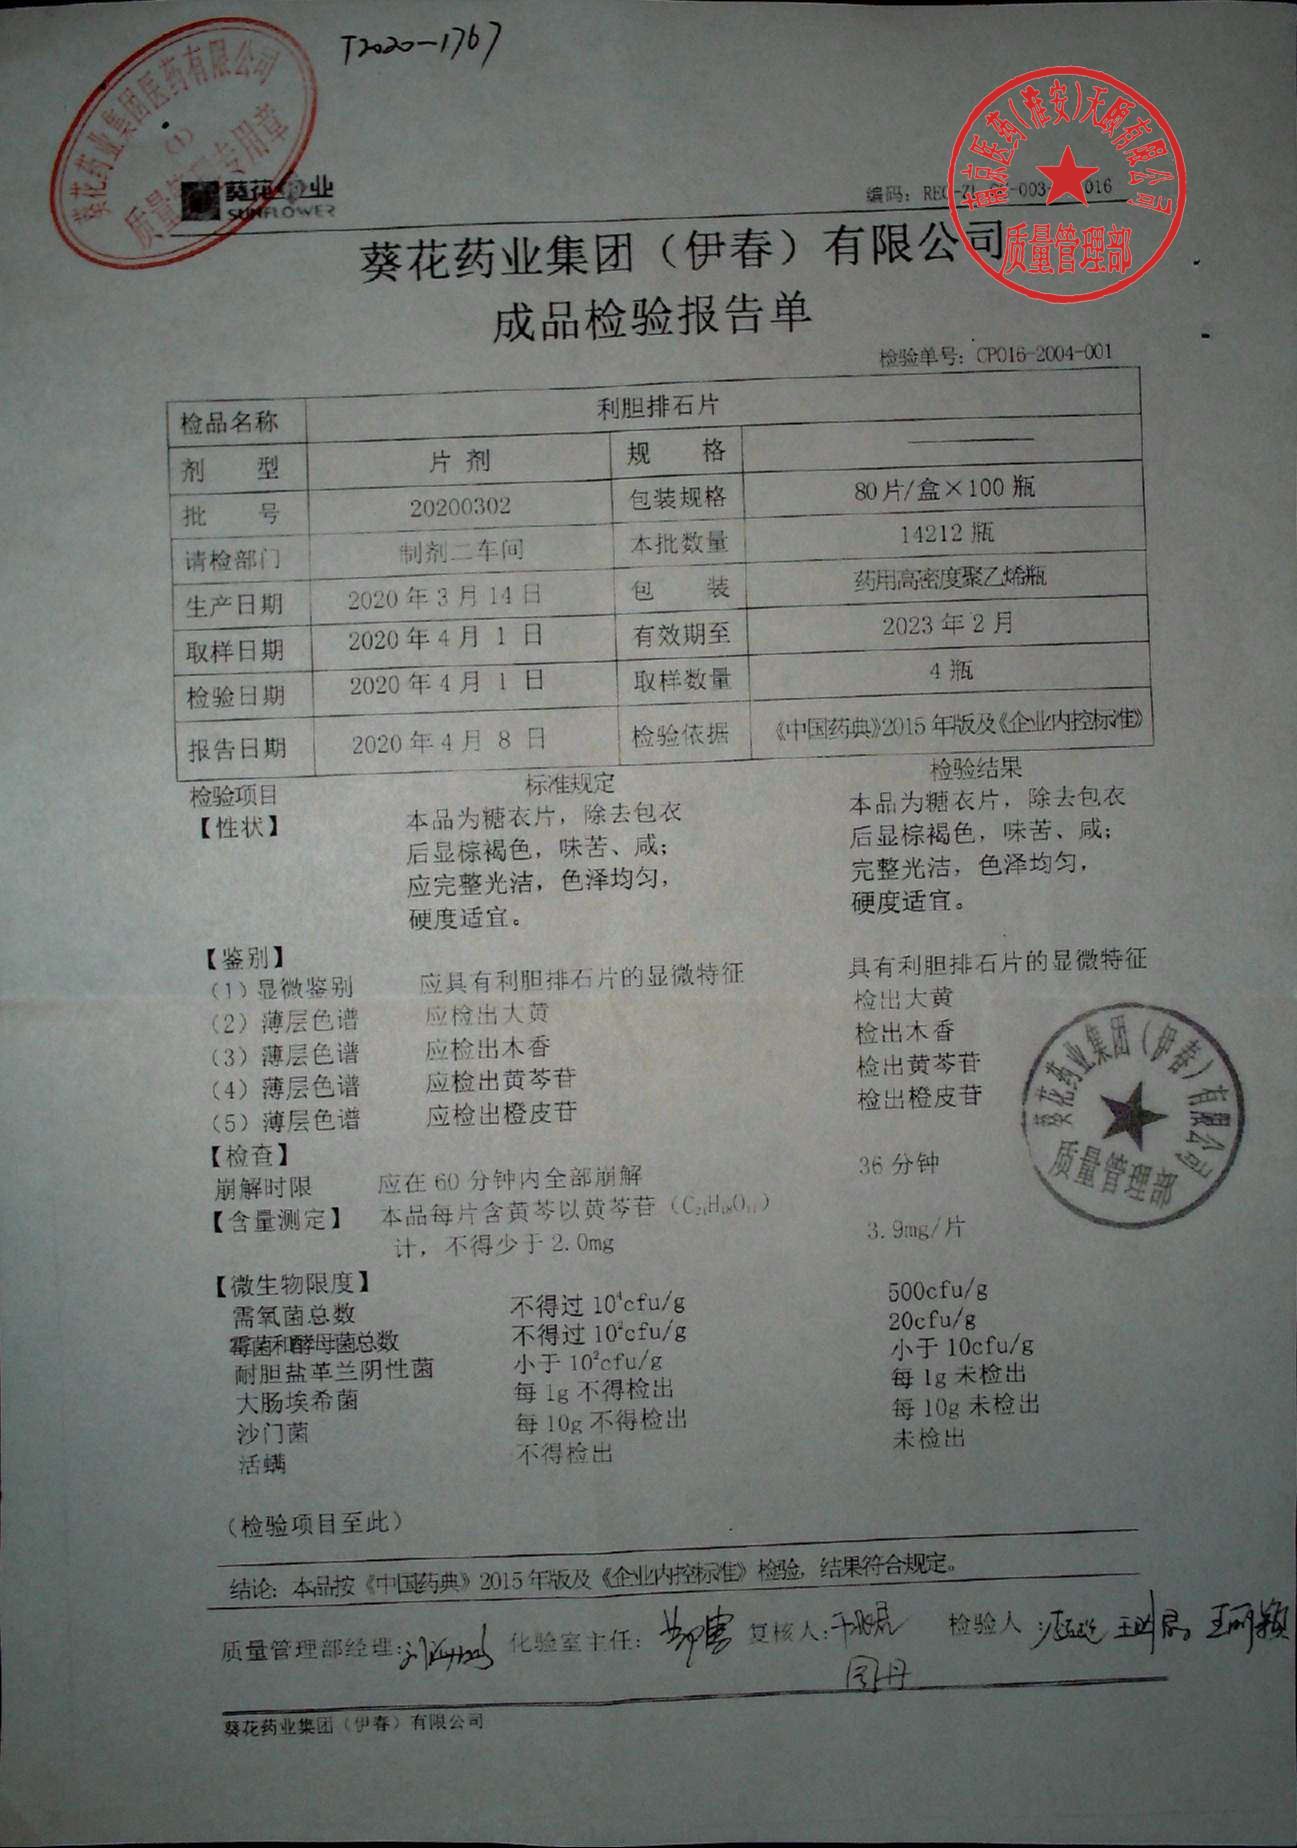 T2020-1767
葵花药业集团医药有限公司
(1)
质量 专用章
葵花药业
SUNFLOWER
南京医药(淮安)天颐有限公司
质量管理部
编码：REC-ZL 003- 016
葵花药业集团（伊春）有限公司
成品检验报告单
检验单号：CP016-2004-001
检品名称 利胆排石片
剂 型 片 剂 规 格 ————
批 号 20200302 包装规格 80片/盒×100瓶
请检部门 制剂二车间 本批数量 14212瓶
生产日期 2020年3月14日 包 装 药用高密度聚乙烯瓶
取样日期 2020年4月1日 有效期至 2023年2月
检验日期 2020年4月1日 取样数量 4瓶
报告日期 2020年4月8日 检验依据 《中国药典》2015年版及《企业内控标准》
检验项目 标准规定 检验结果
【性状】 本品为糖衣片，除去包衣 本品为糖衣片，除去包衣
后显棕褐色，味苦、咸； 后显棕褐色，味苦、咸；
应完整光洁，色泽均匀， 完整光洁，色泽均匀，
硬度适宜。 硬度适宜。
【鉴别】
（1）显微鉴别 应具有利胆排石片的显微特征 具有利胆排石片的显微特征
（2）薄层色谱 应检出大黄 检出大黄
（3）薄层色谱 应检出木香 检出木香
（4）薄层色谱 应检出黄芩苷 检出黄芩苷
（5）薄层色谱 应检出橙皮苷 检出橙皮苷
葵花药业集团（伊春）有限公司
质量管理部
【检查】
崩解时限 应在60分钟内全部崩解 36分钟
【含量测定】 本品每片含黄芩以黄芩苷（C₂₁H₁₈O₁₁）
计，不得少于2.0mg 3.9mg/片
【微生物限度】
需氧菌总数 不得过10⁴cfu/g 500cfu/g
霉菌和酵母菌总数 不得过10²cfu/g 20cfu/g
耐胆盐革兰阴性菌 小于10²cfu/g 小于10cfu/g
大肠埃希菌 每1g不得检出 每1g未检出
沙门菌 每10g不得检出 每10g未检出
活螨 不得检出 未检出
（检验项目至此）
结论：本品按《中国药典》2015年版及《企业内控标准》检验，结果符合规定。
质量管理部经理： 化验室主任： 复核人： 检验人 王丽颖
周丹
葵花药业集团（伊春）有限公司